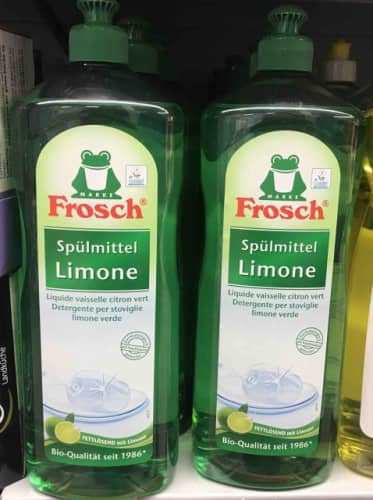 MARKE
Frosch®
Spülmittel
Limone
Liquide vaisselle citron vert
Detergente per stoviglie
limone verde
FETTLÖSEND mit Limone
Bio-Qualität seit 1986*
MARKE
Frosch®
Spülmittel
Limone
Liquide vaisselle citron vert
Detergente per stoviglie
limone verde
FETTLÖSEND mit Limone
Bio-Qualität seit 1986*
Landküche